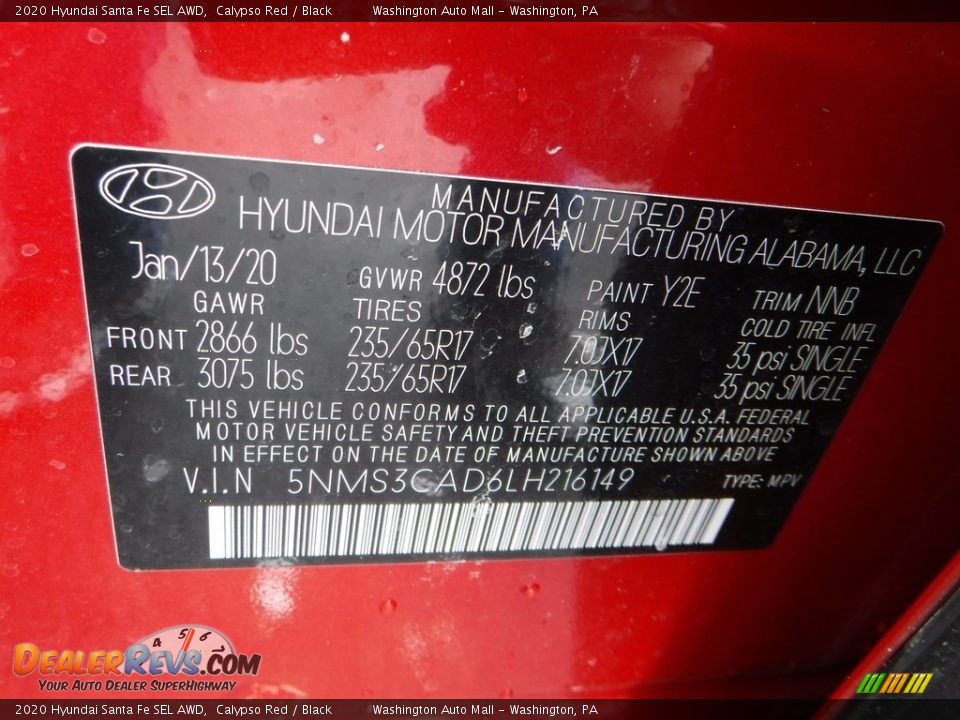 2020 Hyundai Santa Fe SEL AWD, Calypso Red / Black Washington Auto Mall - Washington, PA
MANUFACTURED BY
HYUNDAI MOTOR MANUFACTURING ALABAMA, LLC
Jan/13/20 GVWR 4872 lbs PAINT Y2E TRIM NNB
GAWR TIRES RIMS COLD TIRE INFL
FRONT 2866 lbs 235/65R17 7.0JX17 35 psi SINGLE
REAR 3075 lbs 235/65R17 7.0JX17 35 psi SINGLE
THIS VEHICLE CONFORMS TO ALL APPLICABLE U.S.A. FEDERAL
MOTOR VEHICLE SAFETY AND THEFT PREVENTION STANDARDS
IN EFFECT ON THE DATE OF MANUFACTURE SHOWN ABOVE
V.I.N 5NMS3CAD6LH216149 TYPE: MPV
4 5 6
DEALERREVS.COM
YOUR AUTO DEALER SUPERHIGHWAY
2020 Hyundai Santa Fe SEL AWD, Calypso Red / Black Washington Auto Mall - Washington, PA